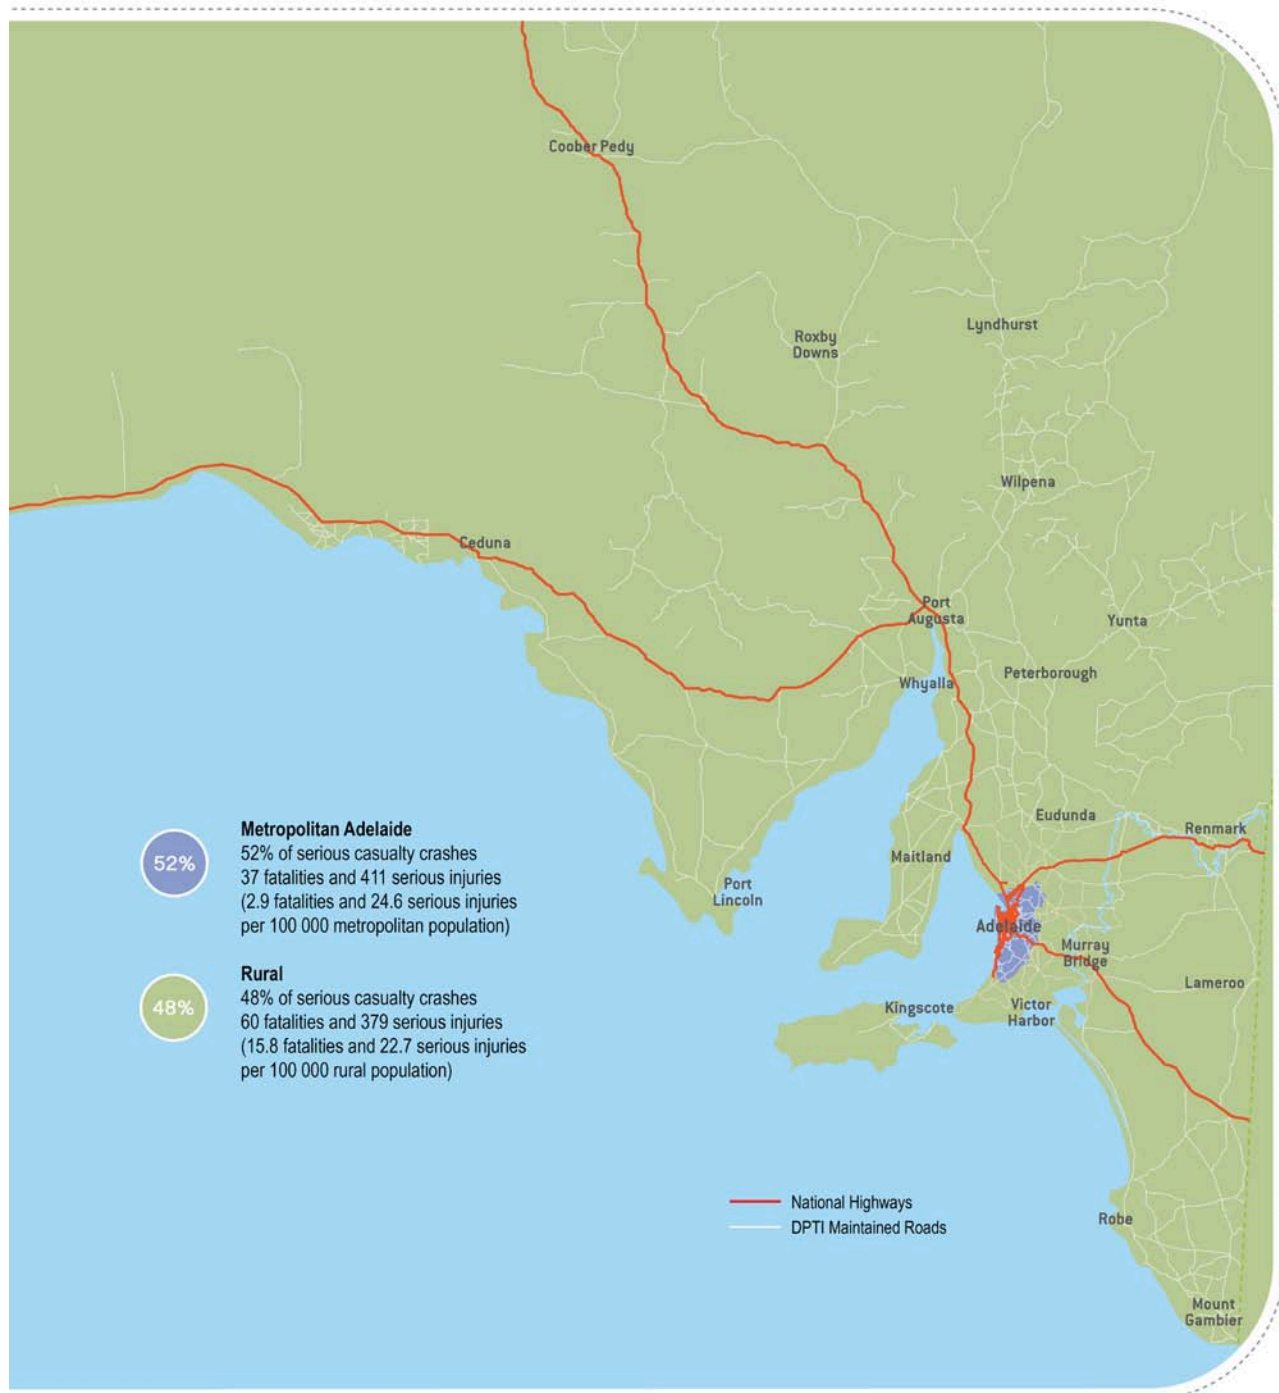 Coober Pedy
Roxby
Downs
Lyndhurst
Wilpena
Ceduna
Port
Augusta
Yunta
Whyalla
Peterborough
Eudunda
Renmark
Maitland
Port
Lincoln
Adelaide
Murray
Bridge
Lameroo
Kingscote
Victor
Harbor
Robe
Mount
Gambier
52%
Metropolitan Adelaide
52% of serious casualty crashes
37 fatalities and 411 serious injuries
(2.9 fatalities and 24.6 serious injuries
per 100 000 metropolitan population)
48%
Rural
48% of serious casualty crashes
60 fatalities and 379 serious injuries
(15.8 fatalities and 22.7 serious injuries
per 100 000 rural population)
National Highways
DPTI Maintained Roads